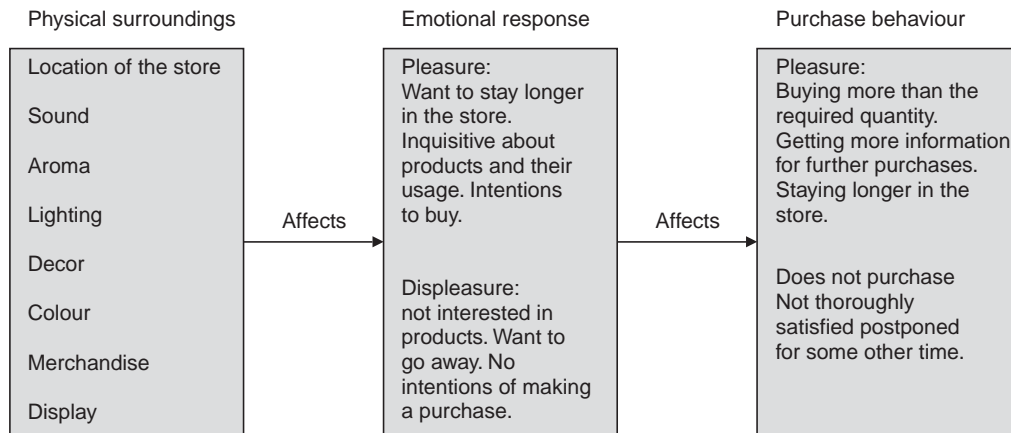 Physical surroundings
Location of the store
Sound
Aroma
Lighting
Decor
Colour
Merchandise
Display
Affects
Emotional response
Pleasure:
Want to stay longer
in the store.
Inquisitive about
products and their
usage. Intentions
to buy.
Displeasure:
not interested in
products. Want to
go away. No
intentions of making
a purchase.
Affects
Purchase behaviour
Pleasure:
Buying more than the
required quantity.
Getting more information
for further purchases.
Staying longer in the
store.
Does not purchase
Not thoroughly
satisfied postponed
for some other time.